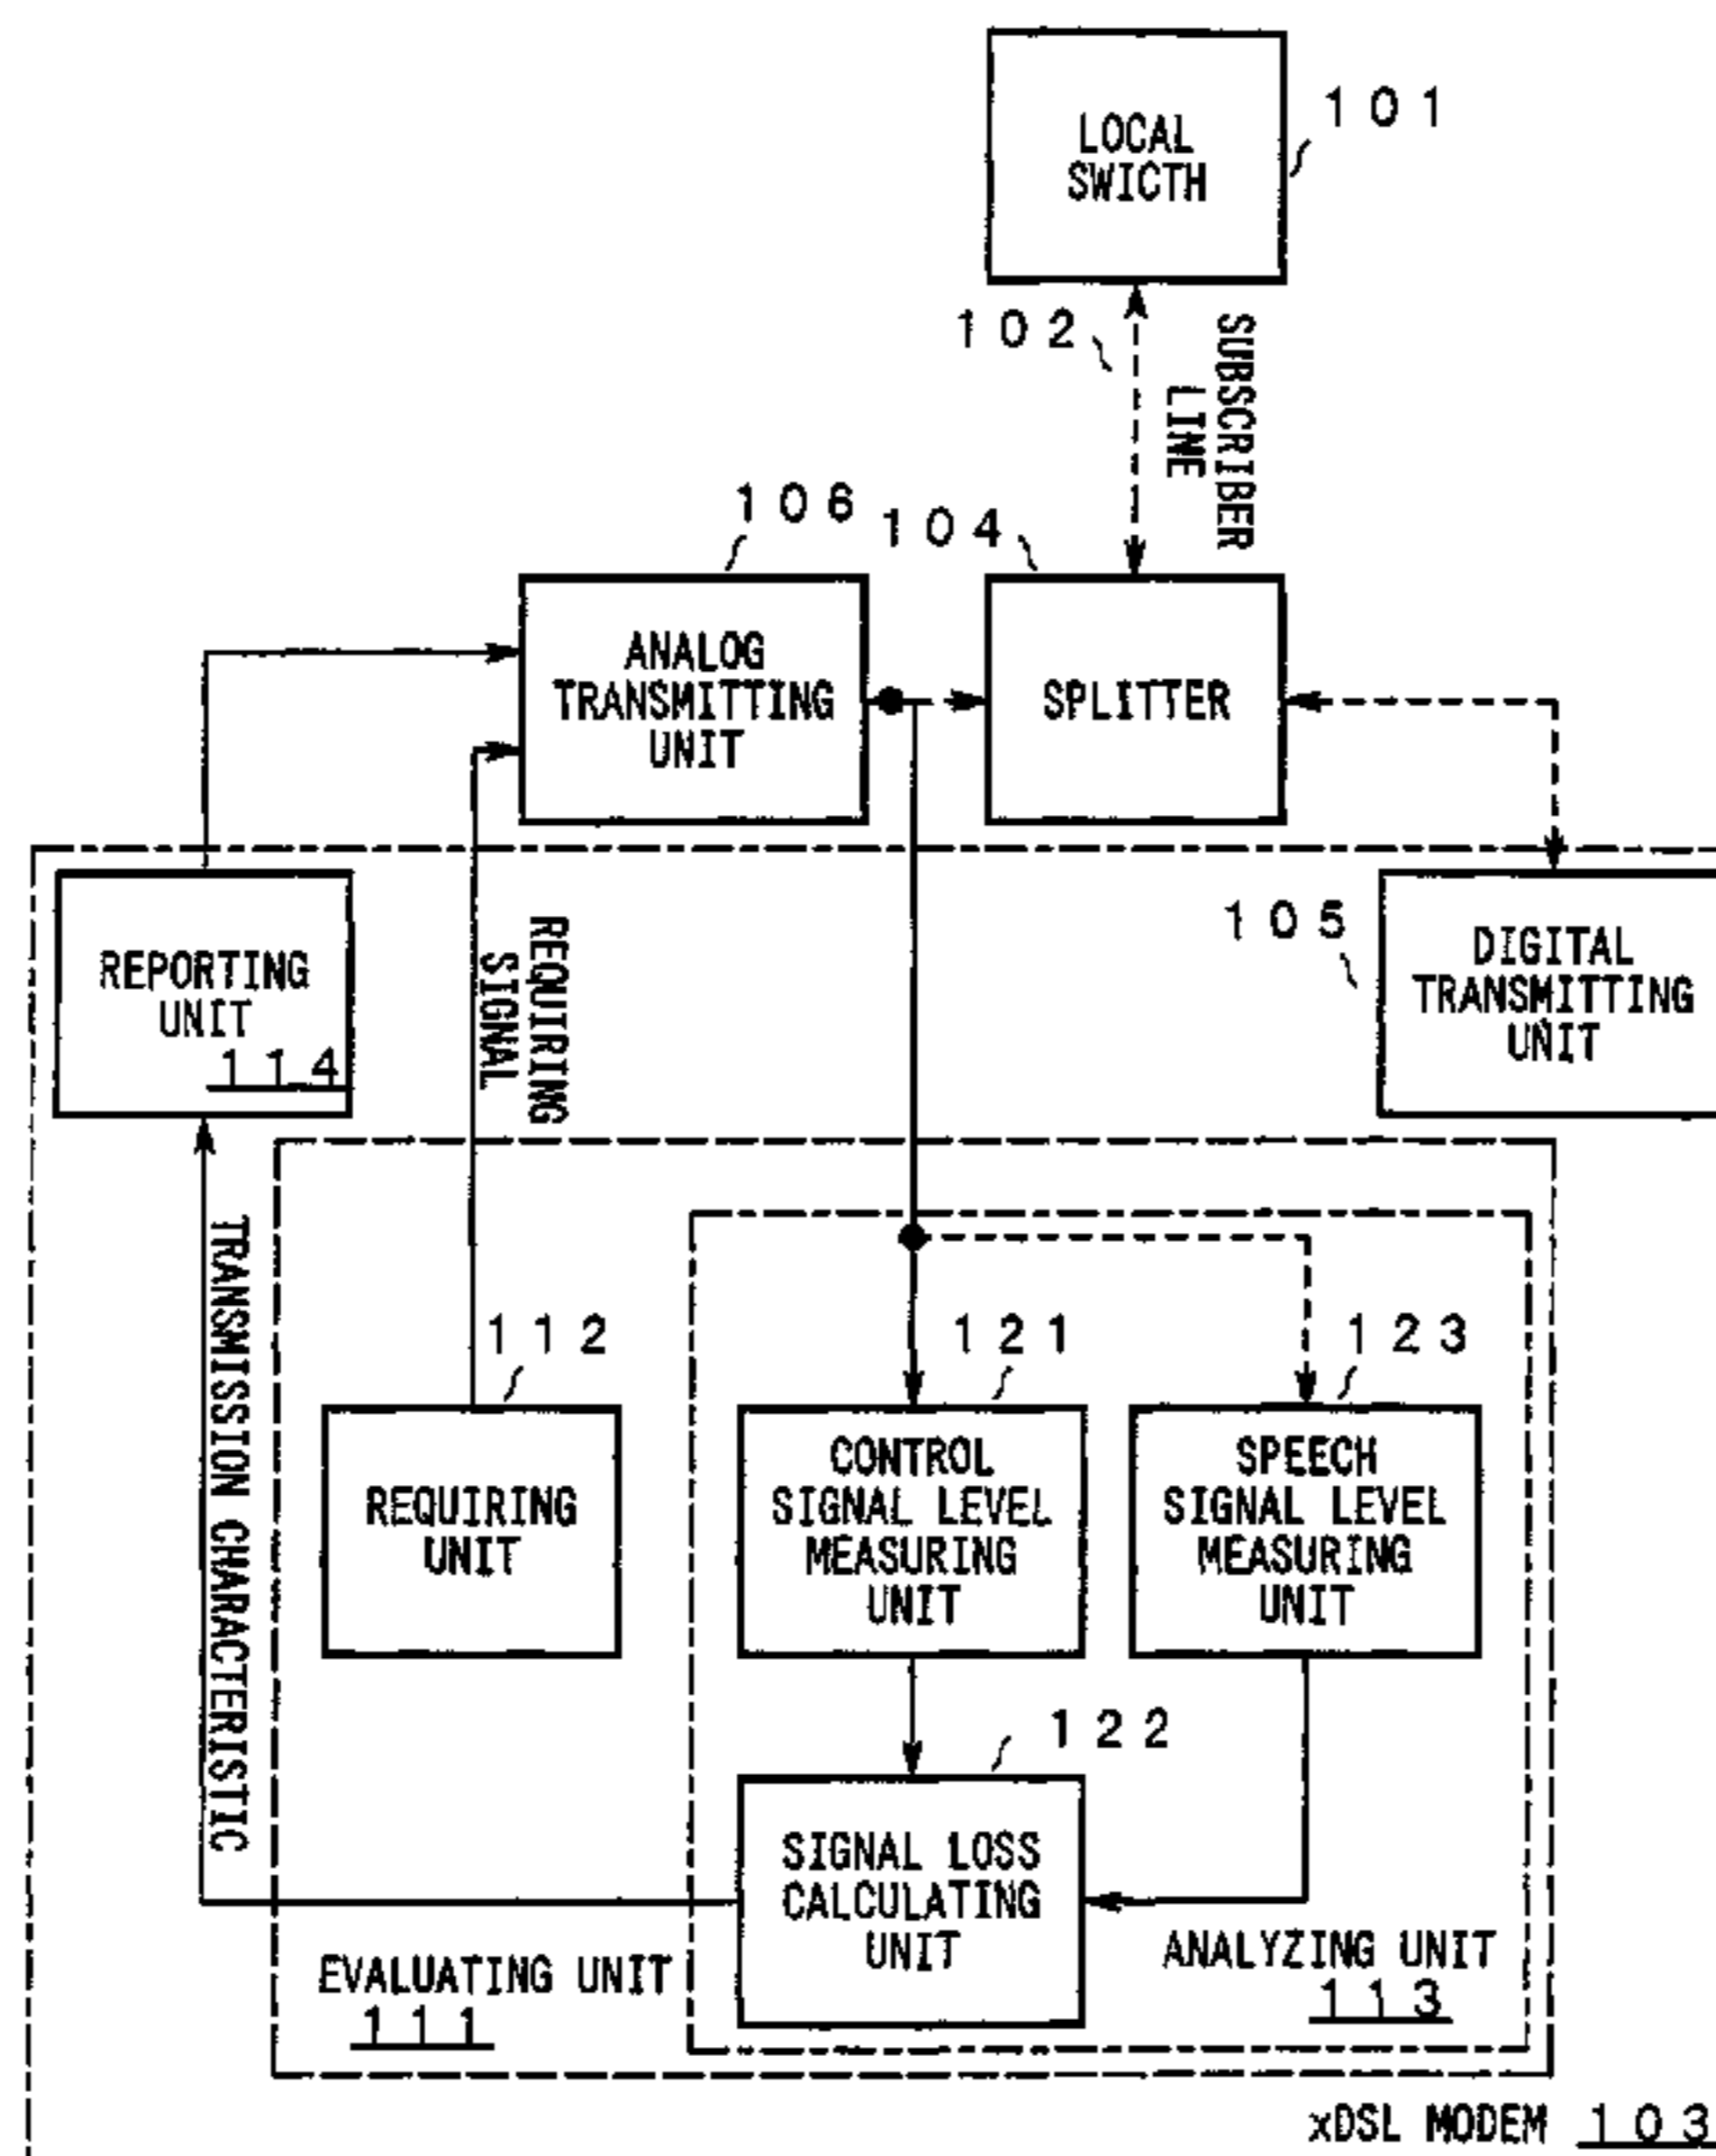 LOCAL
SWICTH
101
102
SUBSCRIBER
LINE
106
104
ANALOG
TRANSMITTING
UNIT
SPLITTER
REPORTING
UNIT
114
REQUIRING
SIGNAL
105
DIGITAL
TRANSMITTING
UNIT
TRANSMISSION CHARACTERISTIC
112
121
123
REQUIRING
UNIT
CONTROL
SIGNAL LEVEL
MEASURING
UNIT
SPEECH
SIGNAL LEVEL
MEASURING
UNIT
122
SIGNAL LOSS
CALCULATING
UNIT
EVALUATING UNIT
111
ANALYZING UNIT
113
xDSL MODEM 103